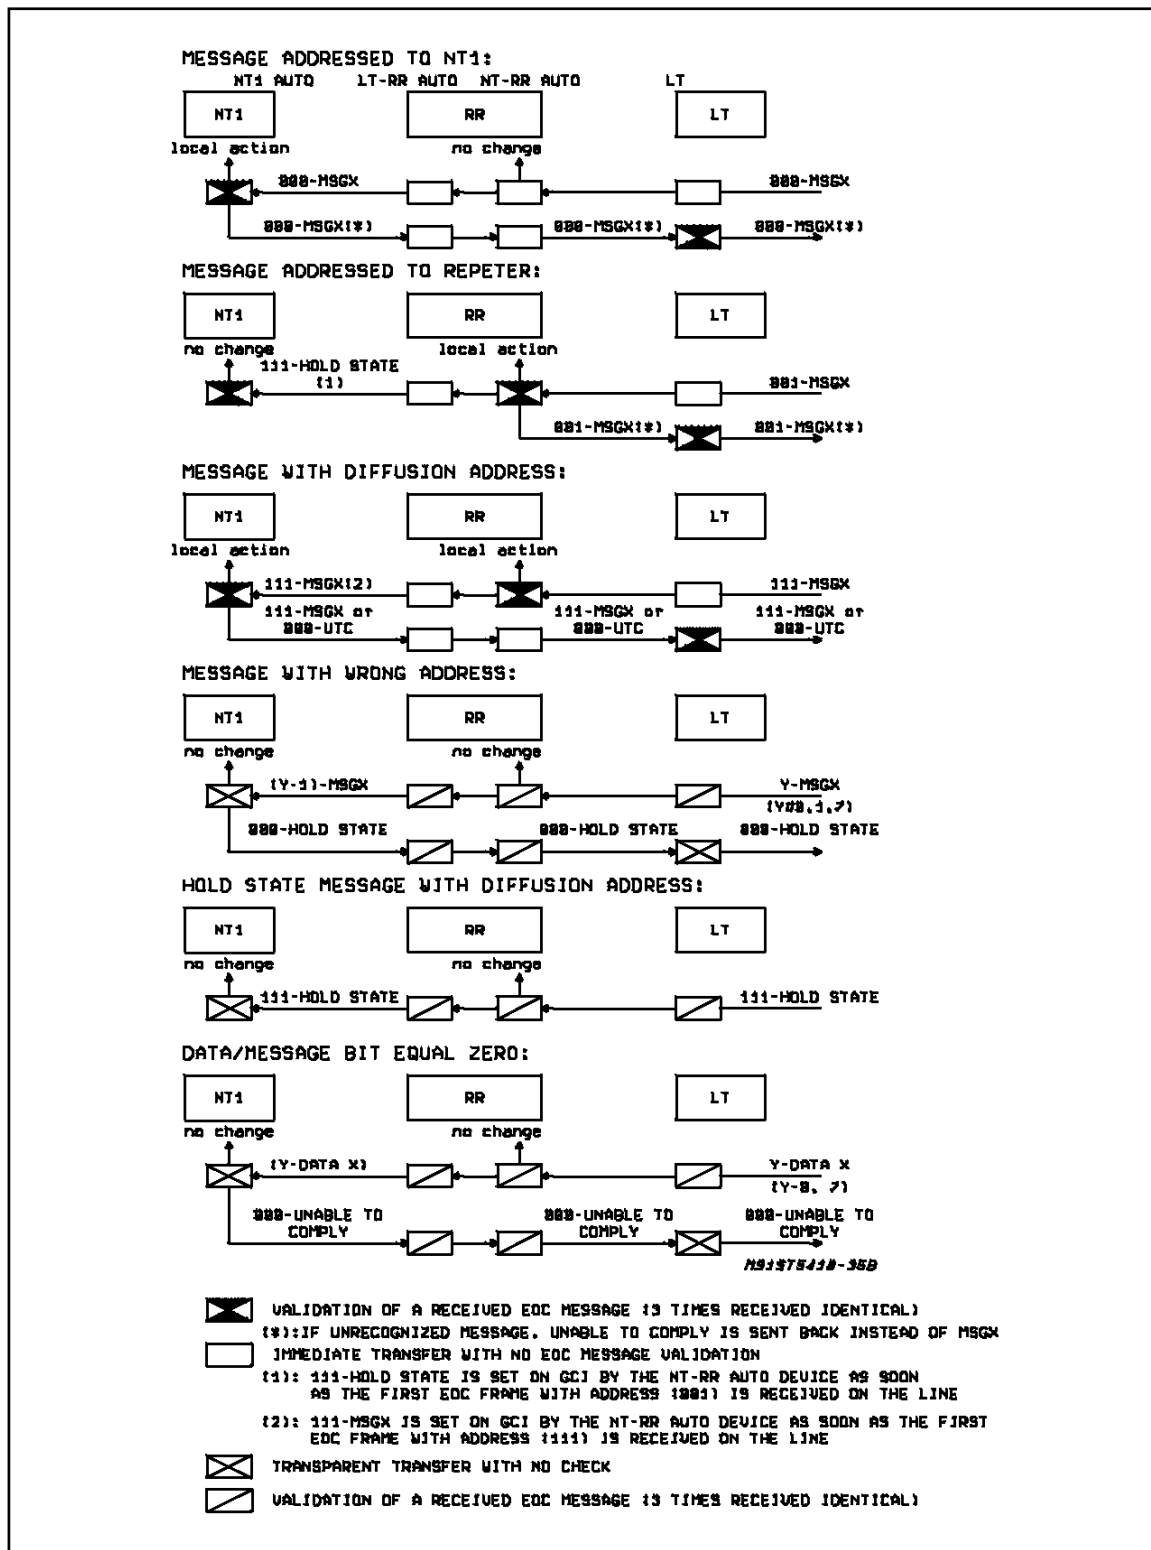 MESSAGE ADDRESSED TO NT1:
NT1 AUTO LT-RR AUTO NT-RR AUTO LT
NT1 RR LT
local action no change
000-MSGX 000-MSGX
000-MSGX(*) 000-MSGX(*) 000-MSGX(*)
MESSAGE ADDRESSED TO REPETER:
NT1 RR LT
no change local action
111-HOLD STATE
(1) 001-MSGX
001-MSGX(*) 001-MSGX(*)
MESSAGE WITH DIFFUSION ADDRESS:
NT1 RR LT
local action local action
111-MSGX(2) 111-MSGX
111-MSGX or 111-MSGX or 111-MSGX or
000-UTC 000-UTC 000-UTC
MESSAGE WITH WRONG ADDRESS:
NT1 RR LT
no change no change
(Y-1)-MSGX Y-MSGX
(Y#0,1,7)
000-HOLD STATE 000-HOLD STATE 000-HOLD STATE
HOLD STATE MESSAGE WITH DIFFUSION ADDRESS:
NT1 RR LT
no change no change
111-HOLD STATE 111-HOLD STATE
DATA/MESSAGE BIT EQUAL ZERO:
NT1 RR LT
no change no change
(Y-DATA X) Y-DATA X
(Y-0, 7)
000-UNABLE TO 000-UNABLE TO 000-UNABLE TO
COMPLY COMPLY COMPLY
M91ST5410-35B
VALIDATION OF A RECEIVED EOC MESSAGE (3 TIMES RECEIVED IDENTICAL)
(*):IF UNRECOGNIZED MESSAGE. UNABLE TO COMPLY IS SENT BACK INSTEAD OF MSGX
IMMEDIATE TRANSFER WITH NO EOC MESSAGE VALIDATION
(1): 111-HOLD STATE IS SET ON GCI BY THE NT-RR AUTO DEVICE AS SOON
AS THE FIRST EOC FRAME WITH ADDRESS (001) IS RECEIVED ON THE LINE
(2): 111-MSGX IS SET ON GCI BY THE NT-RR AUTO DEVICE AS SOON AS THE FIRST
EOC FRAME WITH ADDRESS (111) IS RECEIVED ON THE LINE
TRANSPARENT TRANSFER WITH NO CHECK
VALIDATION OF A RECEIVED EOC MESSAGE (3 TIMES RECEIVED IDENTICAL)